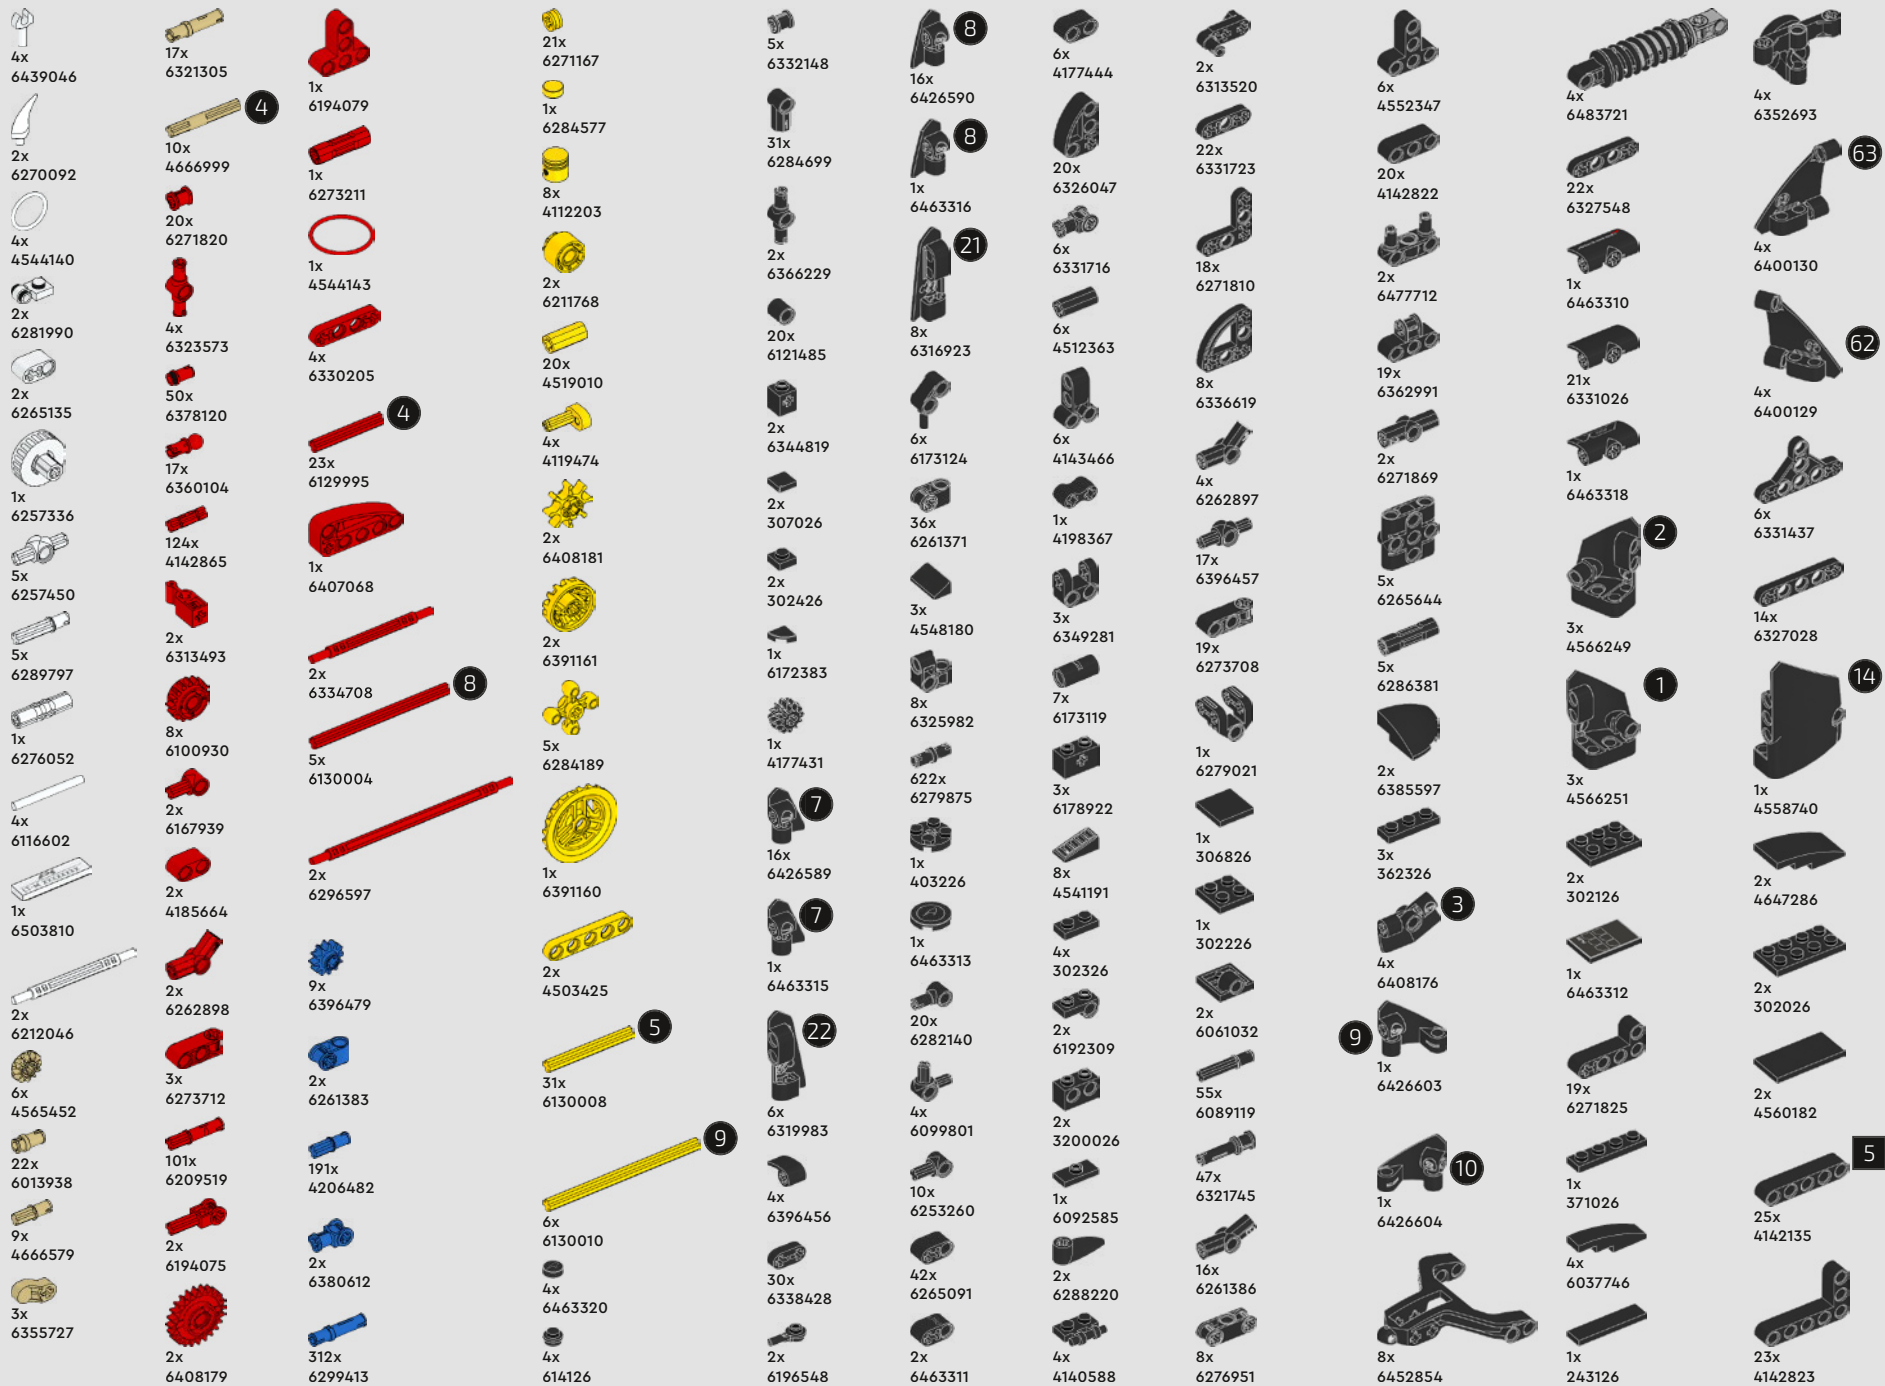 4x
6439046
2x
6270092
4x
4544140
2x
6281990
2x
6265135
1x
6257336
5x
6257450
5x
6289797
1x
6276052
4x
6116602
1x
6503810
2x
6212046
6x
4565452
22x
6013938
9x
4666579
3x
6355727
17x
6321305
4
10x
4666999
20x
6271820
4x
6323573
50x
6378120
17x
6360104
124x
4142865
2x
6313493
8x
6100930
2x
6167939
2x
4185664
2x
6262898
3x
6273712
101x
6209519
2x
6194075
2x
6408179
1x
6194079
1x
6273211
1x
4544143
4x
6330205
4
23x
6129995
1x
6407068
2x
6334708
8
5x
6130004
2x
6296597
9x
6396479
2x
6261383
191x
4206482
2x
6380612
312x
6299413
21x
6271167
1x
6284577
8x
4112203
2x
6211768
20x
4519010
4x
4119474
2x
6408181
2x
6391161
5x
6284189
1x
6391160
2x
4503425
5
31x
6130008
9
6x
6130010
4x
6463320
4x
614126
5x
6332148
31x
6284699
2x
6366229
20x
6121485
2x
6344819
2x
307026
2x
302426
1x
6172383
1x
4177431
7
16x
6426589
7
1x
6463315
22
6x
6319983
4x
6396456
30x
6338428
2x
6196548
8
16x
6426590
8
1x
6463316
21
8x
6316923
6x
6173124
36x
6261371
3x
4548180
8x
6325982
622x
6279875
1x
403226
1x
6463313
20x
6282140
4x
6099801
10x
6253260
42x
6265091
2x
6463311
6x
4177444
20x
6326047
6x
6331716
6x
4512363
6x
4143466
1x
4198367
3x
6349281
7x
6173119
3x
6178922
8x
4541191
4x
302326
2x
6192309
2x
3200026
1x
6092585
2x
6288220
4x
4140588
2x
6313520
22x
6331723
18x
6271810
8x
6336619
4x
6262897
17x
6396457
19x
6273708
1x
6279021
1x
306826
1x
302226
2x
6061032
55x
6089119
47x
6321745
16x
6261386
8x
6276951
6x
4552347
20x
4142822
2x
6477712
19x
6362991
2x
6271869
5x
6265644
5x
6286381
2x
6385597
3x
362326
3
4x
6408176
9
1x
6426603
10
1x
6426604
8x
6452854
4x
6483721
22x
6327548
1x
6463310
21x
6331026
1x
6463318
2
3x
4566249
1
3x
4566251
2x
302126
1x
6463312
19x
6271825
1x
371026
4x
6037746
1x
243126
4x
6352693
63
4x
6400130
62
4x
6400129
6x
6331437
14x
6327028
14
1x
4558740
2x
4647286
2x
302026
2x
4560182
5
25x
4142135
23x
4142823